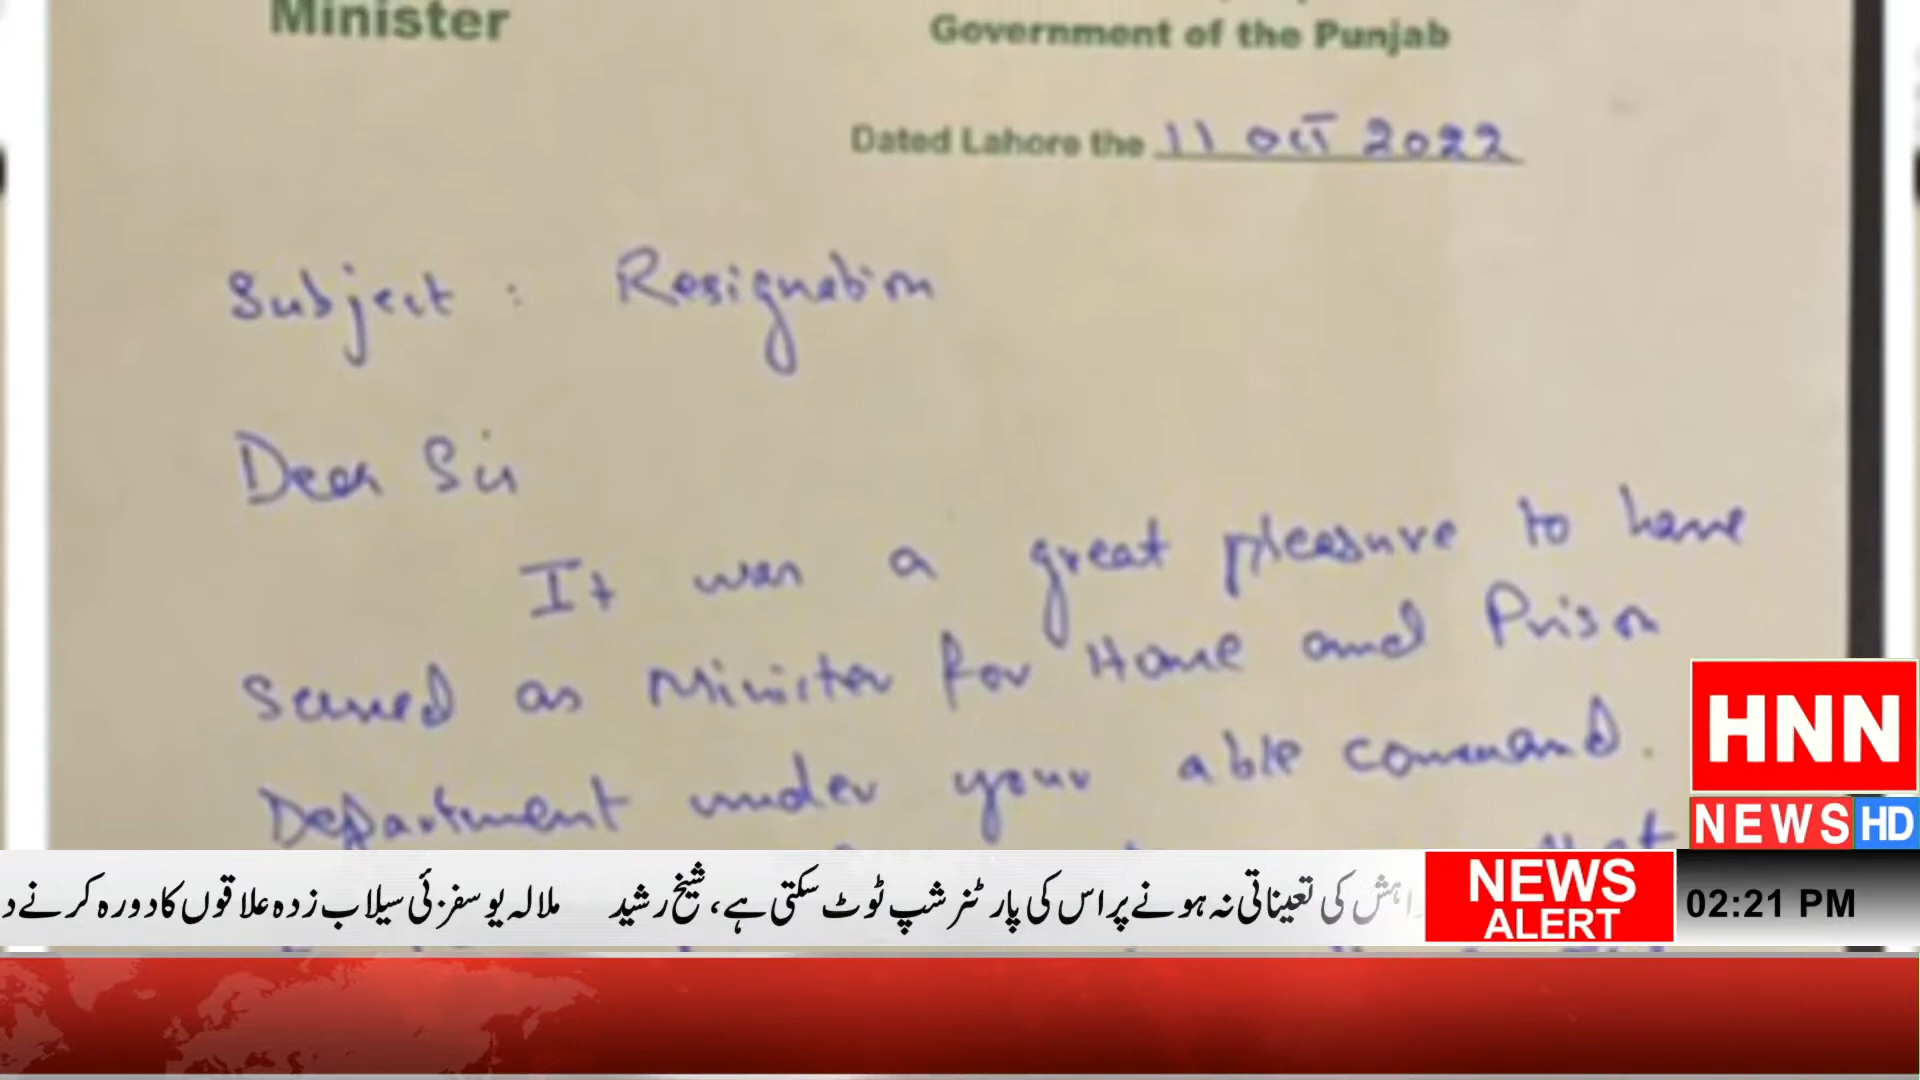 Minister
Government of the Punjab
Dated Lahore the 11 Oct 2022
Subject : Resignation
Dear Sir
It was a great pleasure to have
served as Minister for Home and Prison
Department under your able command.
that
HNN
NEWS HD
کی تعیناتی نہ ہونے پر اس کی پارٹنر شپ ٹوٹ سکتی ہے، شیخ رشید ملالہ یوسفزئی سیلاب زدہ علاقوں کا دورہ کرنے
NEWS
ALERT
02:21 PM